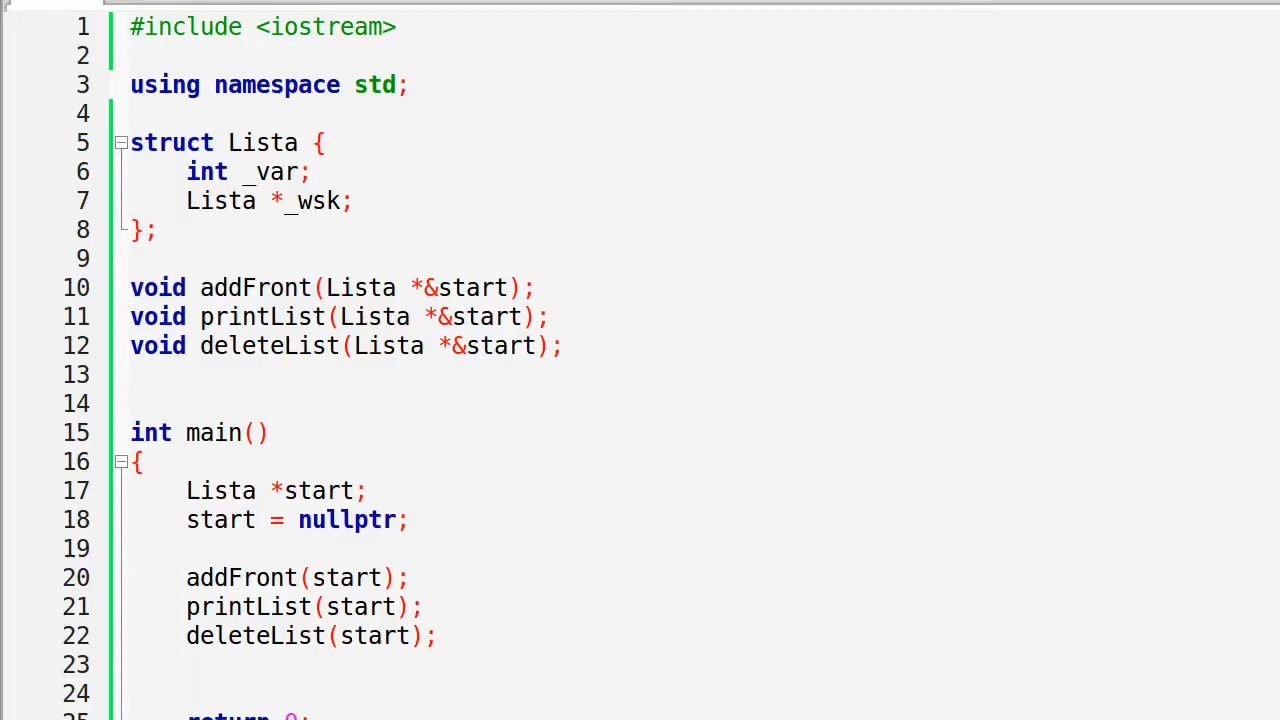 1 #include <iostream>
2
3 using namespace std;
4
5 struct Lista {
6     int _var;
7     Lista *_wsk;
8 };
9
10 void addFront(Lista *&start);
11 void printList(Lista *&start);
12 void deleteList(Lista *&start);
13
14
15 int main()
16 {
17     Lista *start;
18     start = nullptr;
19
20     addFront(start);
21     printList(start);
22     deleteList(start);
23
24
25     return 0;